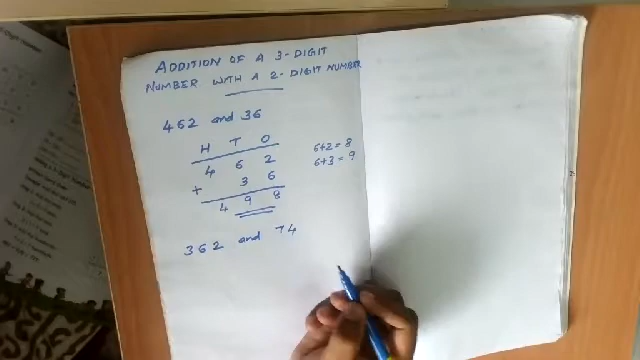 ADDITION OF A 3-DIGIT
NUMBER WITH A 2-DIGIT NUMBER
462 and 36
H T O
4 6 2
+ 3 6
4 9 8
6+2=8
6+3=9
362 and 74